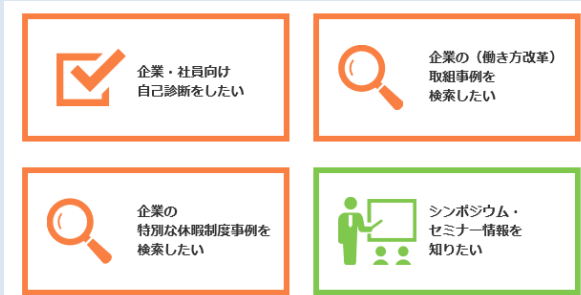 企業・社員向け
自己診断をしたい
企業の（働き方改革）
取組事例を
検索したい
企業の
特別な休暇制度事例を
検索したい
シンポジウム・
セミナー情報を
知りたい